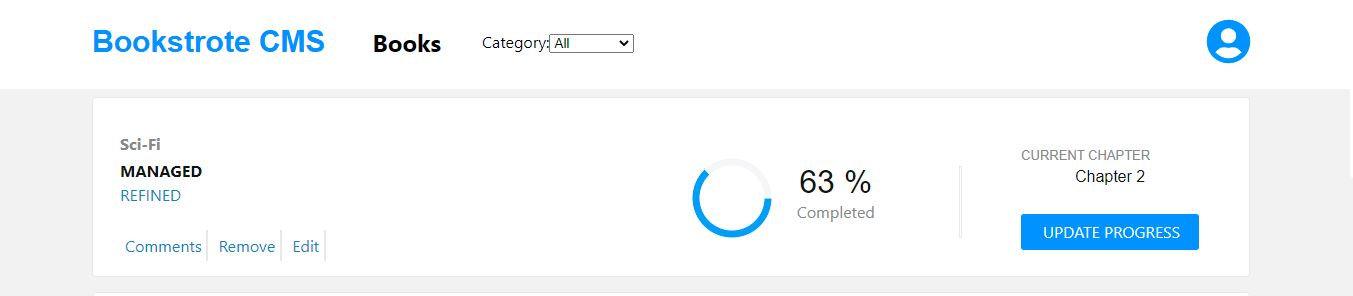 Bookstrote CMS Books Category: All
Sci-Fi
MANAGED
REFINED
Comments Remove Edit
63 %
Completed
CURRENT CHAPTER
Chapter 2
UPDATE PROGRESS